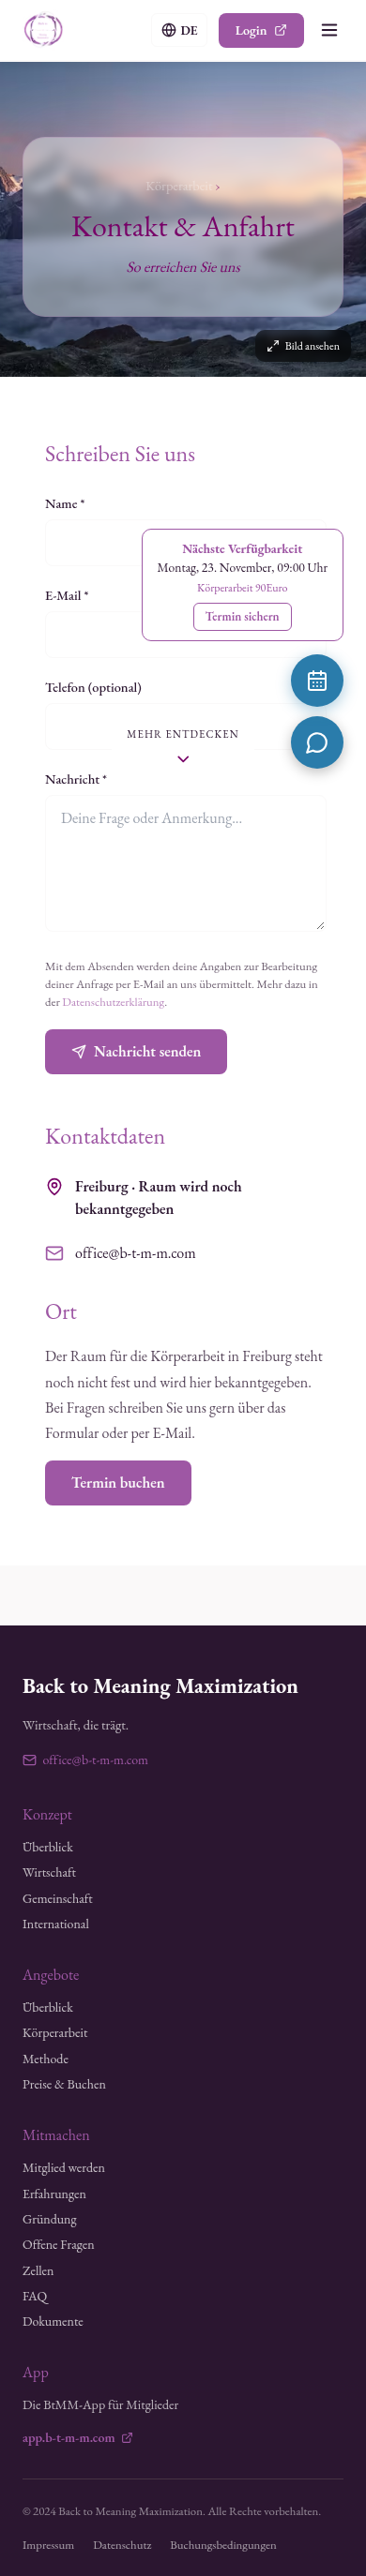 DE
Login
Körperarbeit ›
Kontakt & Anfahrt
So erreichen Sie uns
Bild ansehen
Schreiben Sie uns
Name *
Nächste Verfügbarkeit
Montag, 23. November, 09:00 Uhr
Körperarbeit 90Euro
Termin sichern
E-Mail *
Telefon (optional)
MEHR ENTDECKEN
Nachricht *
Deine Frage oder Anmerkung...
Mit dem Absenden werden deine Angaben zur Bearbeitung
deiner Anfrage per E-Mail an uns übermittelt. Mehr dazu in
der Datenschutzerklärung.
Nachricht senden
Kontaktdaten
Freiburg · Raum wird noch
bekanntgegeben
office@b-t-m-m.com
Ort
Der Raum für die Körperarbeit in Freiburg steht
noch nicht fest und wird hier bekanntgegeben.
Bei Fragen schreiben Sie uns gern über das
Formular oder per E-Mail.
Termin buchen
Back to Meaning Maximization
Wirtschaft, die trägt.
office@b-t-m-m.com
Konzept
Überblick
Wirtschaft
Gemeinschaft
International
Angebote
Überblick
Körperarbeit
Methode
Preise & Buchen
Mitmachen
Mitglied werden
Erfahrungen
Gründung
Offene Fragen
Zellen
FAQ
Dokumente
App
Die BtMM-App für Mitglieder
app.b-t-m-m.com
© 2024 Back to Meaning Maximization. Alle Rechte vorbehalten.
Impressum Datenschutz Buchungsbedingungen